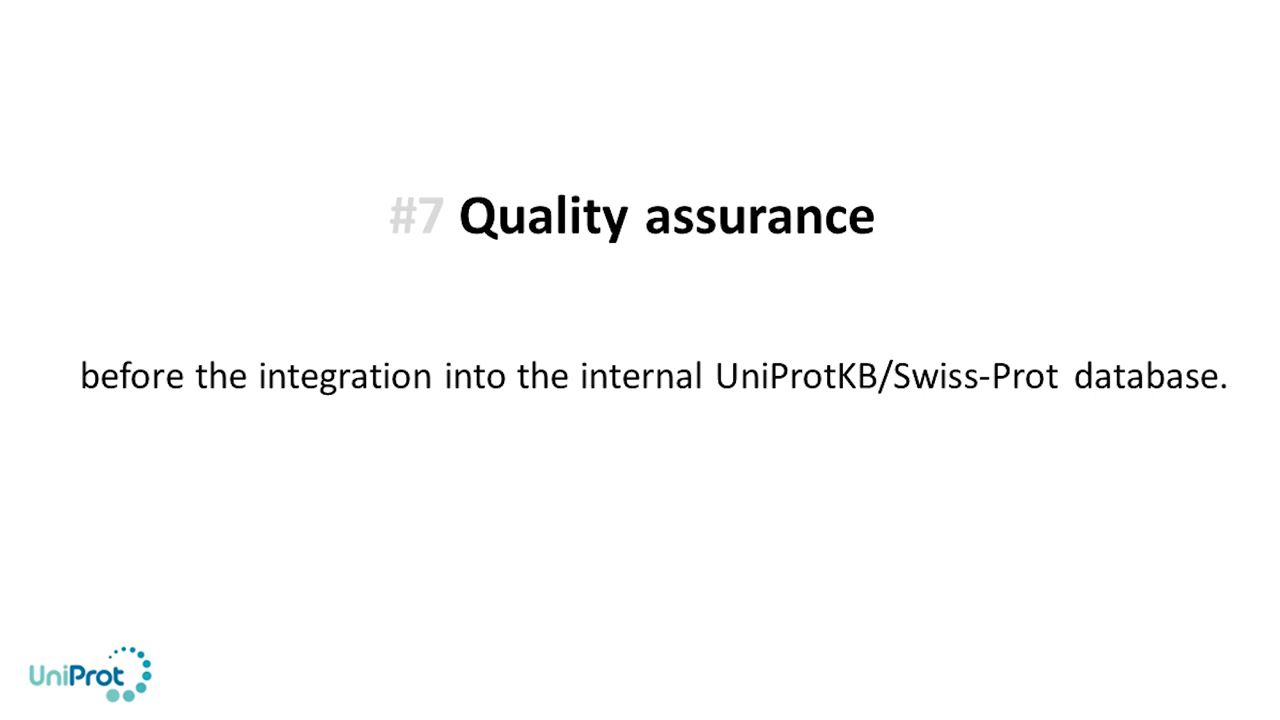 #7 Quality assurance
before the integration into the internal UniProtKB/Swiss-Prot database.
UniProt